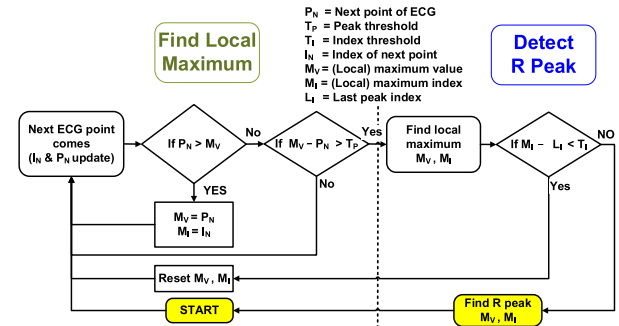 Find Local
Maximum
P_N = Next point of ECG
T_P = Peak threshold
T_I = Index threshold
I_N = Index of next point
M_V = (Local) maximum value
M_I = (Local) maximum index
L_I = Last peak index
Detect
R Peak
Next ECG point
comes
(I_N & P_N update)
If P_N > M_V
No
If M_V – P_N > T_P
Yes
Find local
maximum
M_V , M_I
If M_I – L_I < T_I
NO
YES
No
Yes
M_V = P_N
M_I = I_N
Reset M_V , M_I
START
Find R peak
M_V , M_I